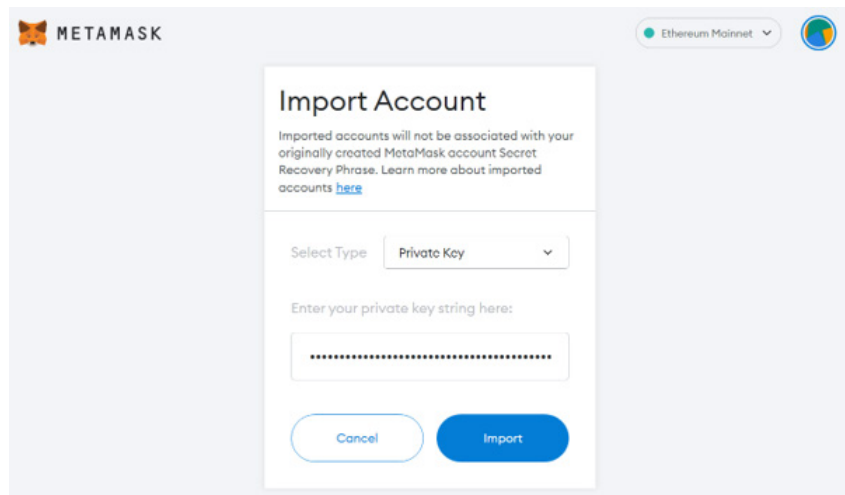 METAMASK
Ethereum Mainnet
Import Account
Imported accounts will not be associated with your
originally created MetaMask account Secret
Recovery Phrase. Learn more about imported
accounts here
Select Type
Private Key
Enter your private key string here:
Cancel
Import